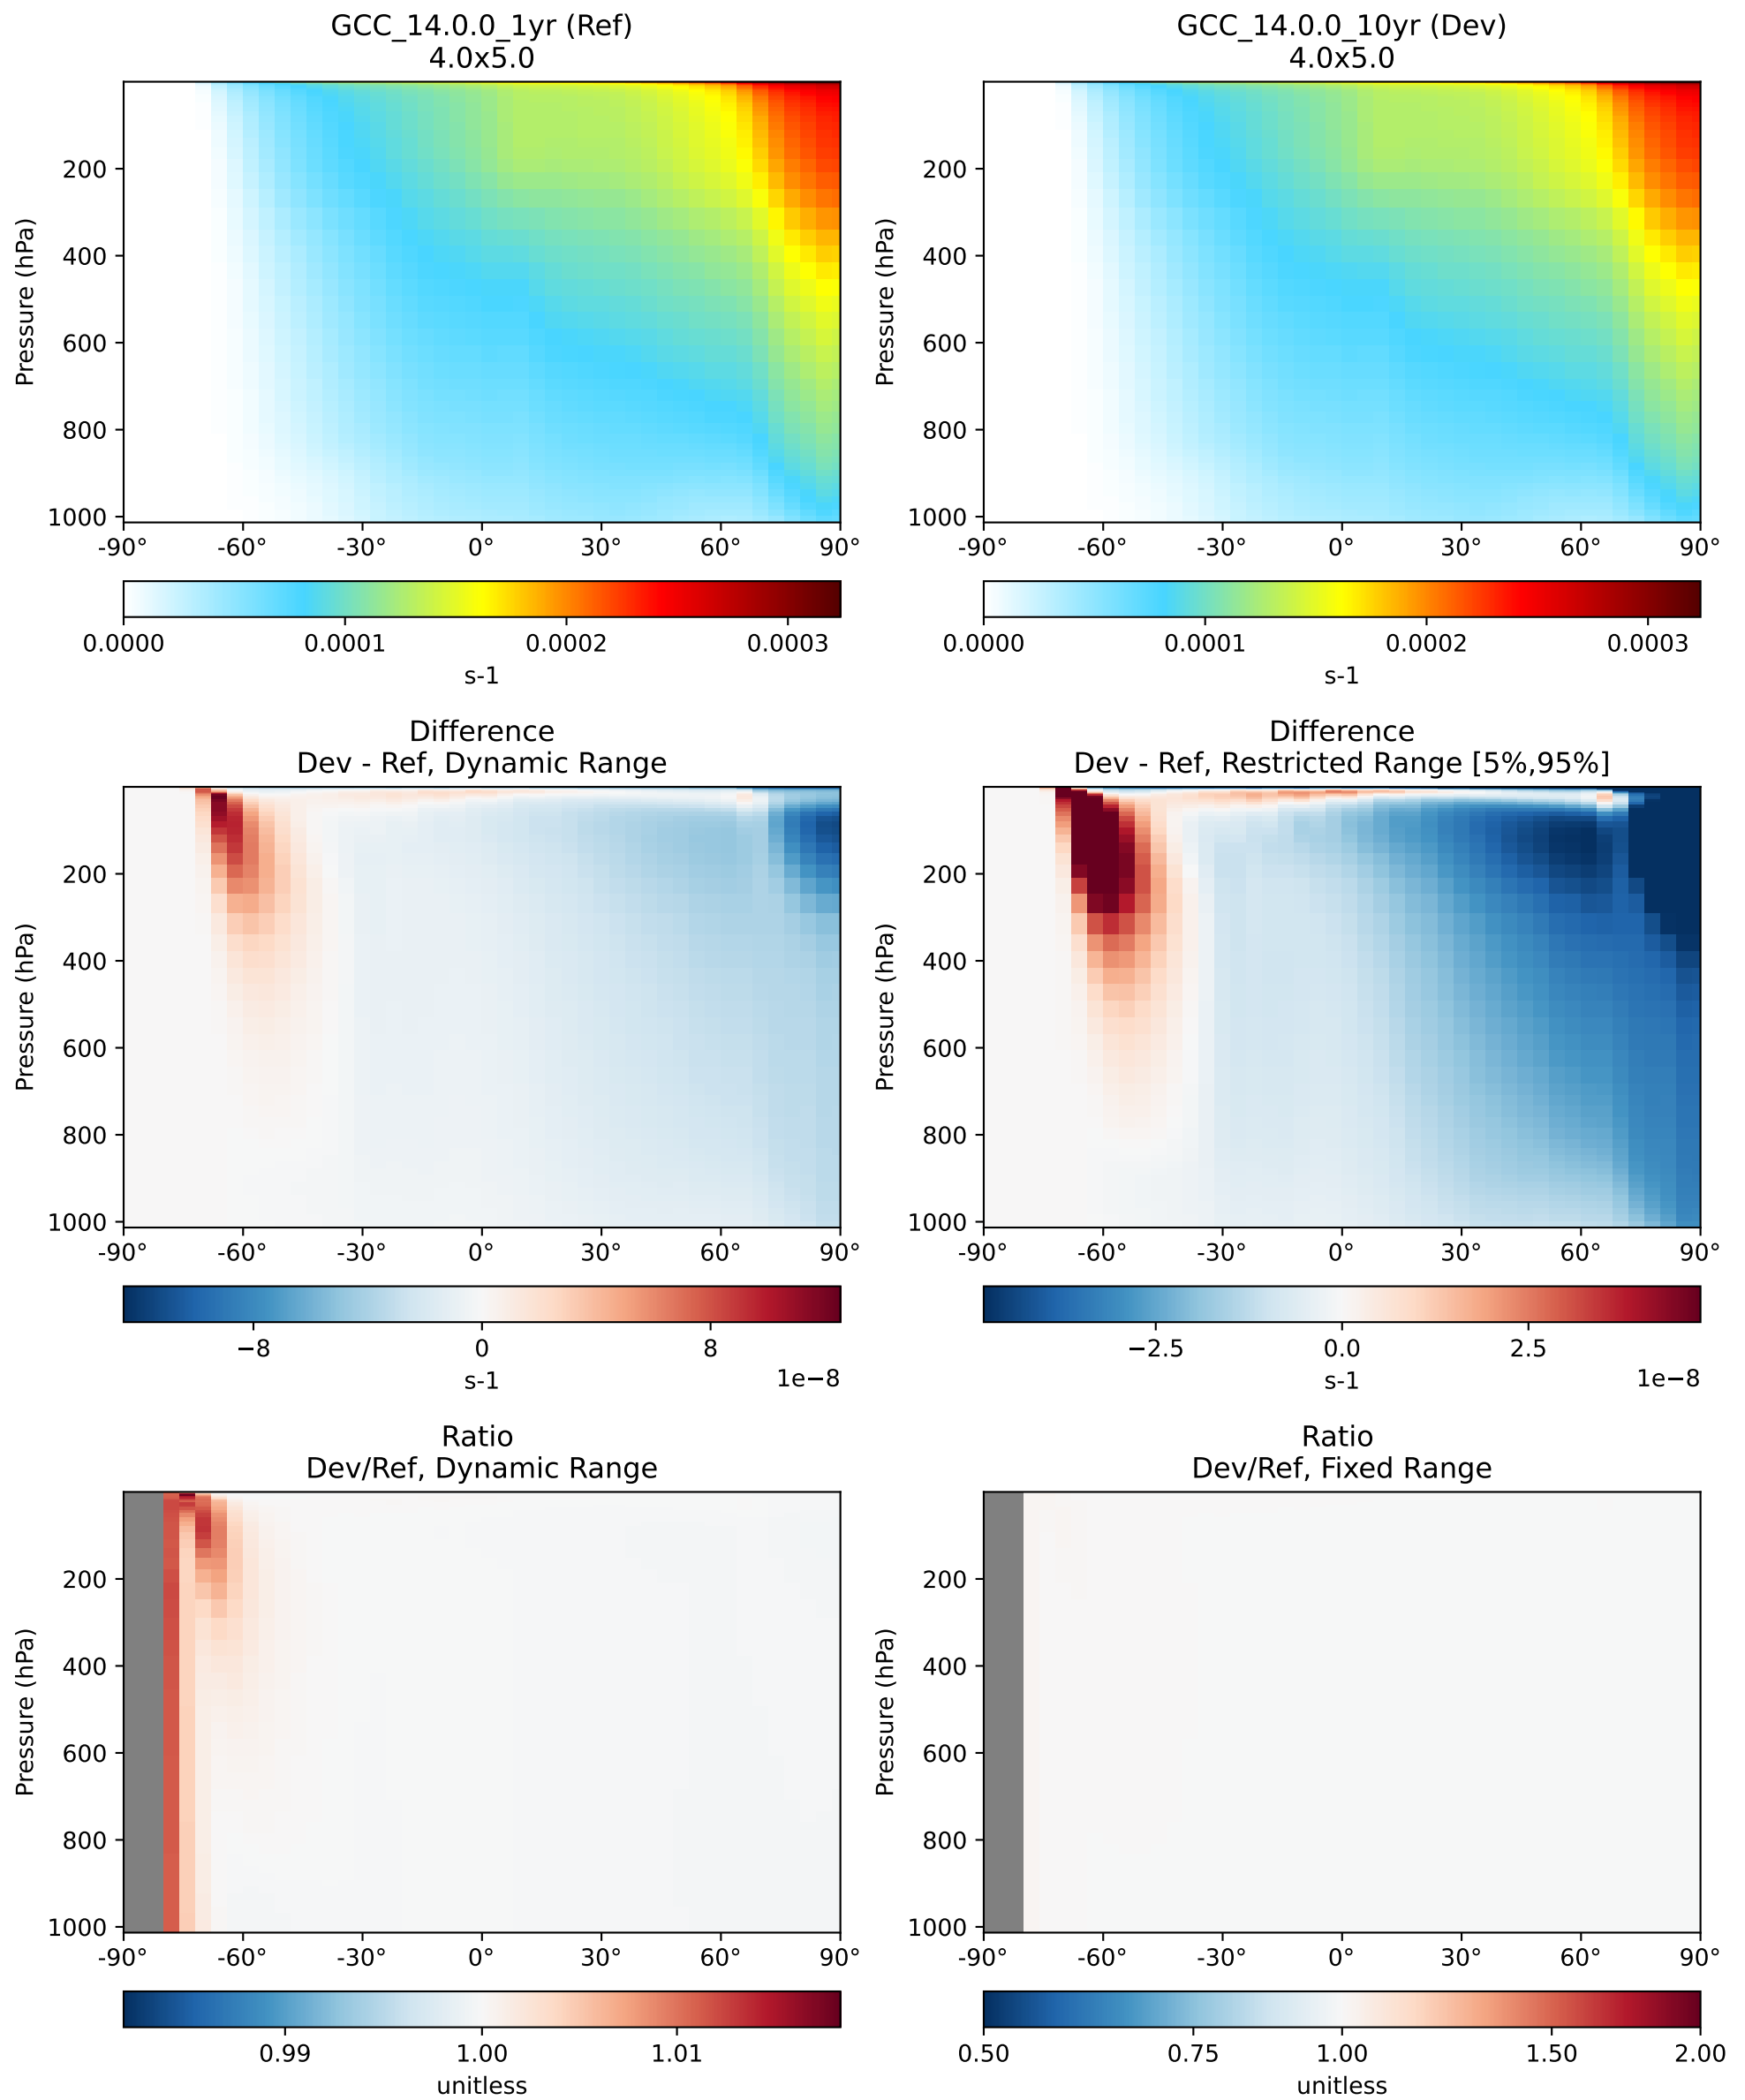 GCC_14.0.0_1yr (Ref)
4.0x5.0
Pressure (hPa)
200
400
600
800
1000
-90° -60° -30° 0° 30° 60° 90°
0.0000 0.0001 0.0002 0.0003
s-1
GCC_14.0.0_10yr (Dev)
4.0x5.0
Pressure (hPa)
200
400
600
800
1000
-90° -60° -30° 0° 30° 60° 90°
0.0000 0.0001 0.0002 0.0003
s-1
Difference
Dev - Ref, Dynamic Range
Pressure (hPa)
200
400
600
800
1000
-90° -60° -30° 0° 30° 60° 90°
−8 0 8
s-1
1e−8
Difference
Dev - Ref, Restricted Range [5%,95%]
Pressure (hPa)
200
400
600
800
1000
-90° -60° -30° 0° 30° 60° 90°
−2.5 0.0 2.5
s-1
1e−8
Ratio
Dev/Ref, Dynamic Range
Pressure (hPa)
200
400
600
800
1000
-90° -60° -30° 0° 30° 60° 90°
0.99 1.00 1.01
unitless
Ratio
Dev/Ref, Fixed Range
Pressure (hPa)
200
400
600
800
1000
-90° -60° -30° 0° 30° 60° 90°
0.50 0.75 1.00 1.50 2.00
unitless